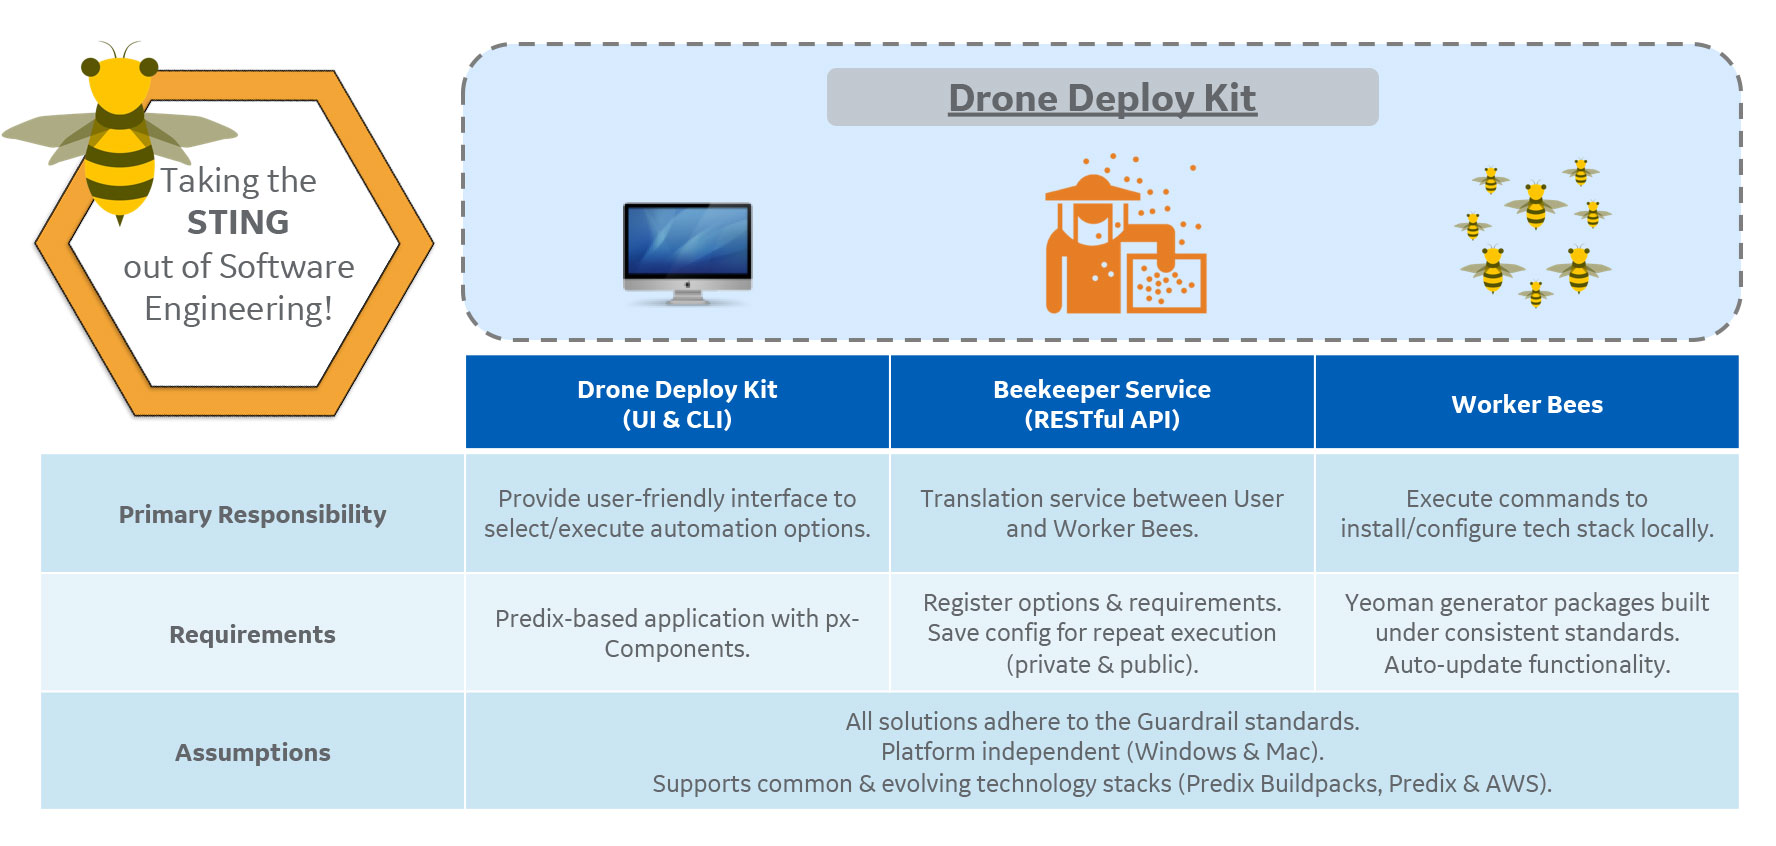 Taking the
STING
out of Software
Engineering!
Drone Deploy Kit
Drone Deploy Kit
(UI & CLI)
Beekeeper Service
(RESTful API)
Worker Bees
Primary Responsibility
Provide user-friendly interface to
select/execute automation options.
Translation service between User
and Worker Bees.
Execute commands to
install/configure tech stack locally.
Requirements
Predix-based application with px-
Components.
Register options & requirements.
Save config for repeat execution
(private & public).
Yeoman generator packages built
under consistent standards.
Auto-update functionality.
Assumptions
All solutions adhere to the Guardrail standards.
Platform independent (Windows & Mac).
Supports common & evolving technology stacks (Predix Buildpacks, Predix & AWS).